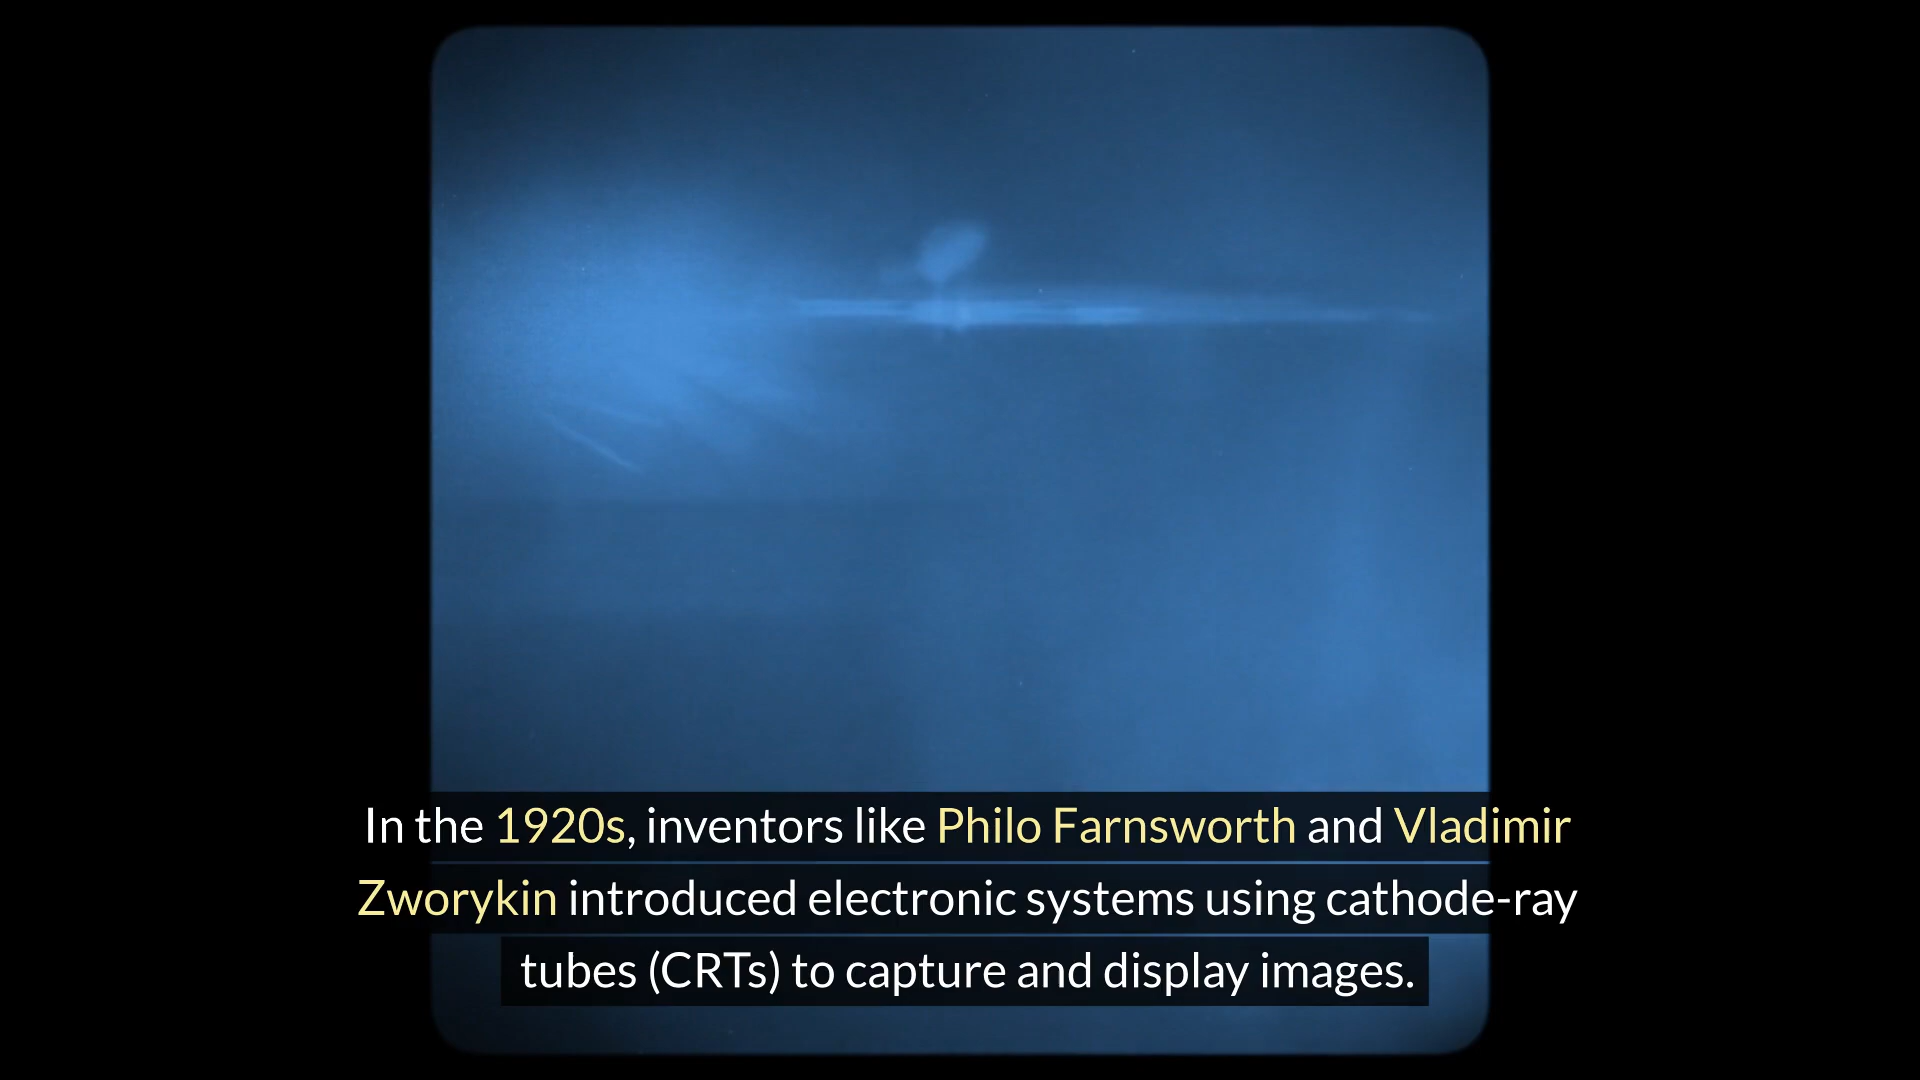 In the 1920s, inventors like Philo Farnsworth and Vladimir
Zworykin introduced electronic systems using cathode-ray
tubes (CRTs) to capture and display images.